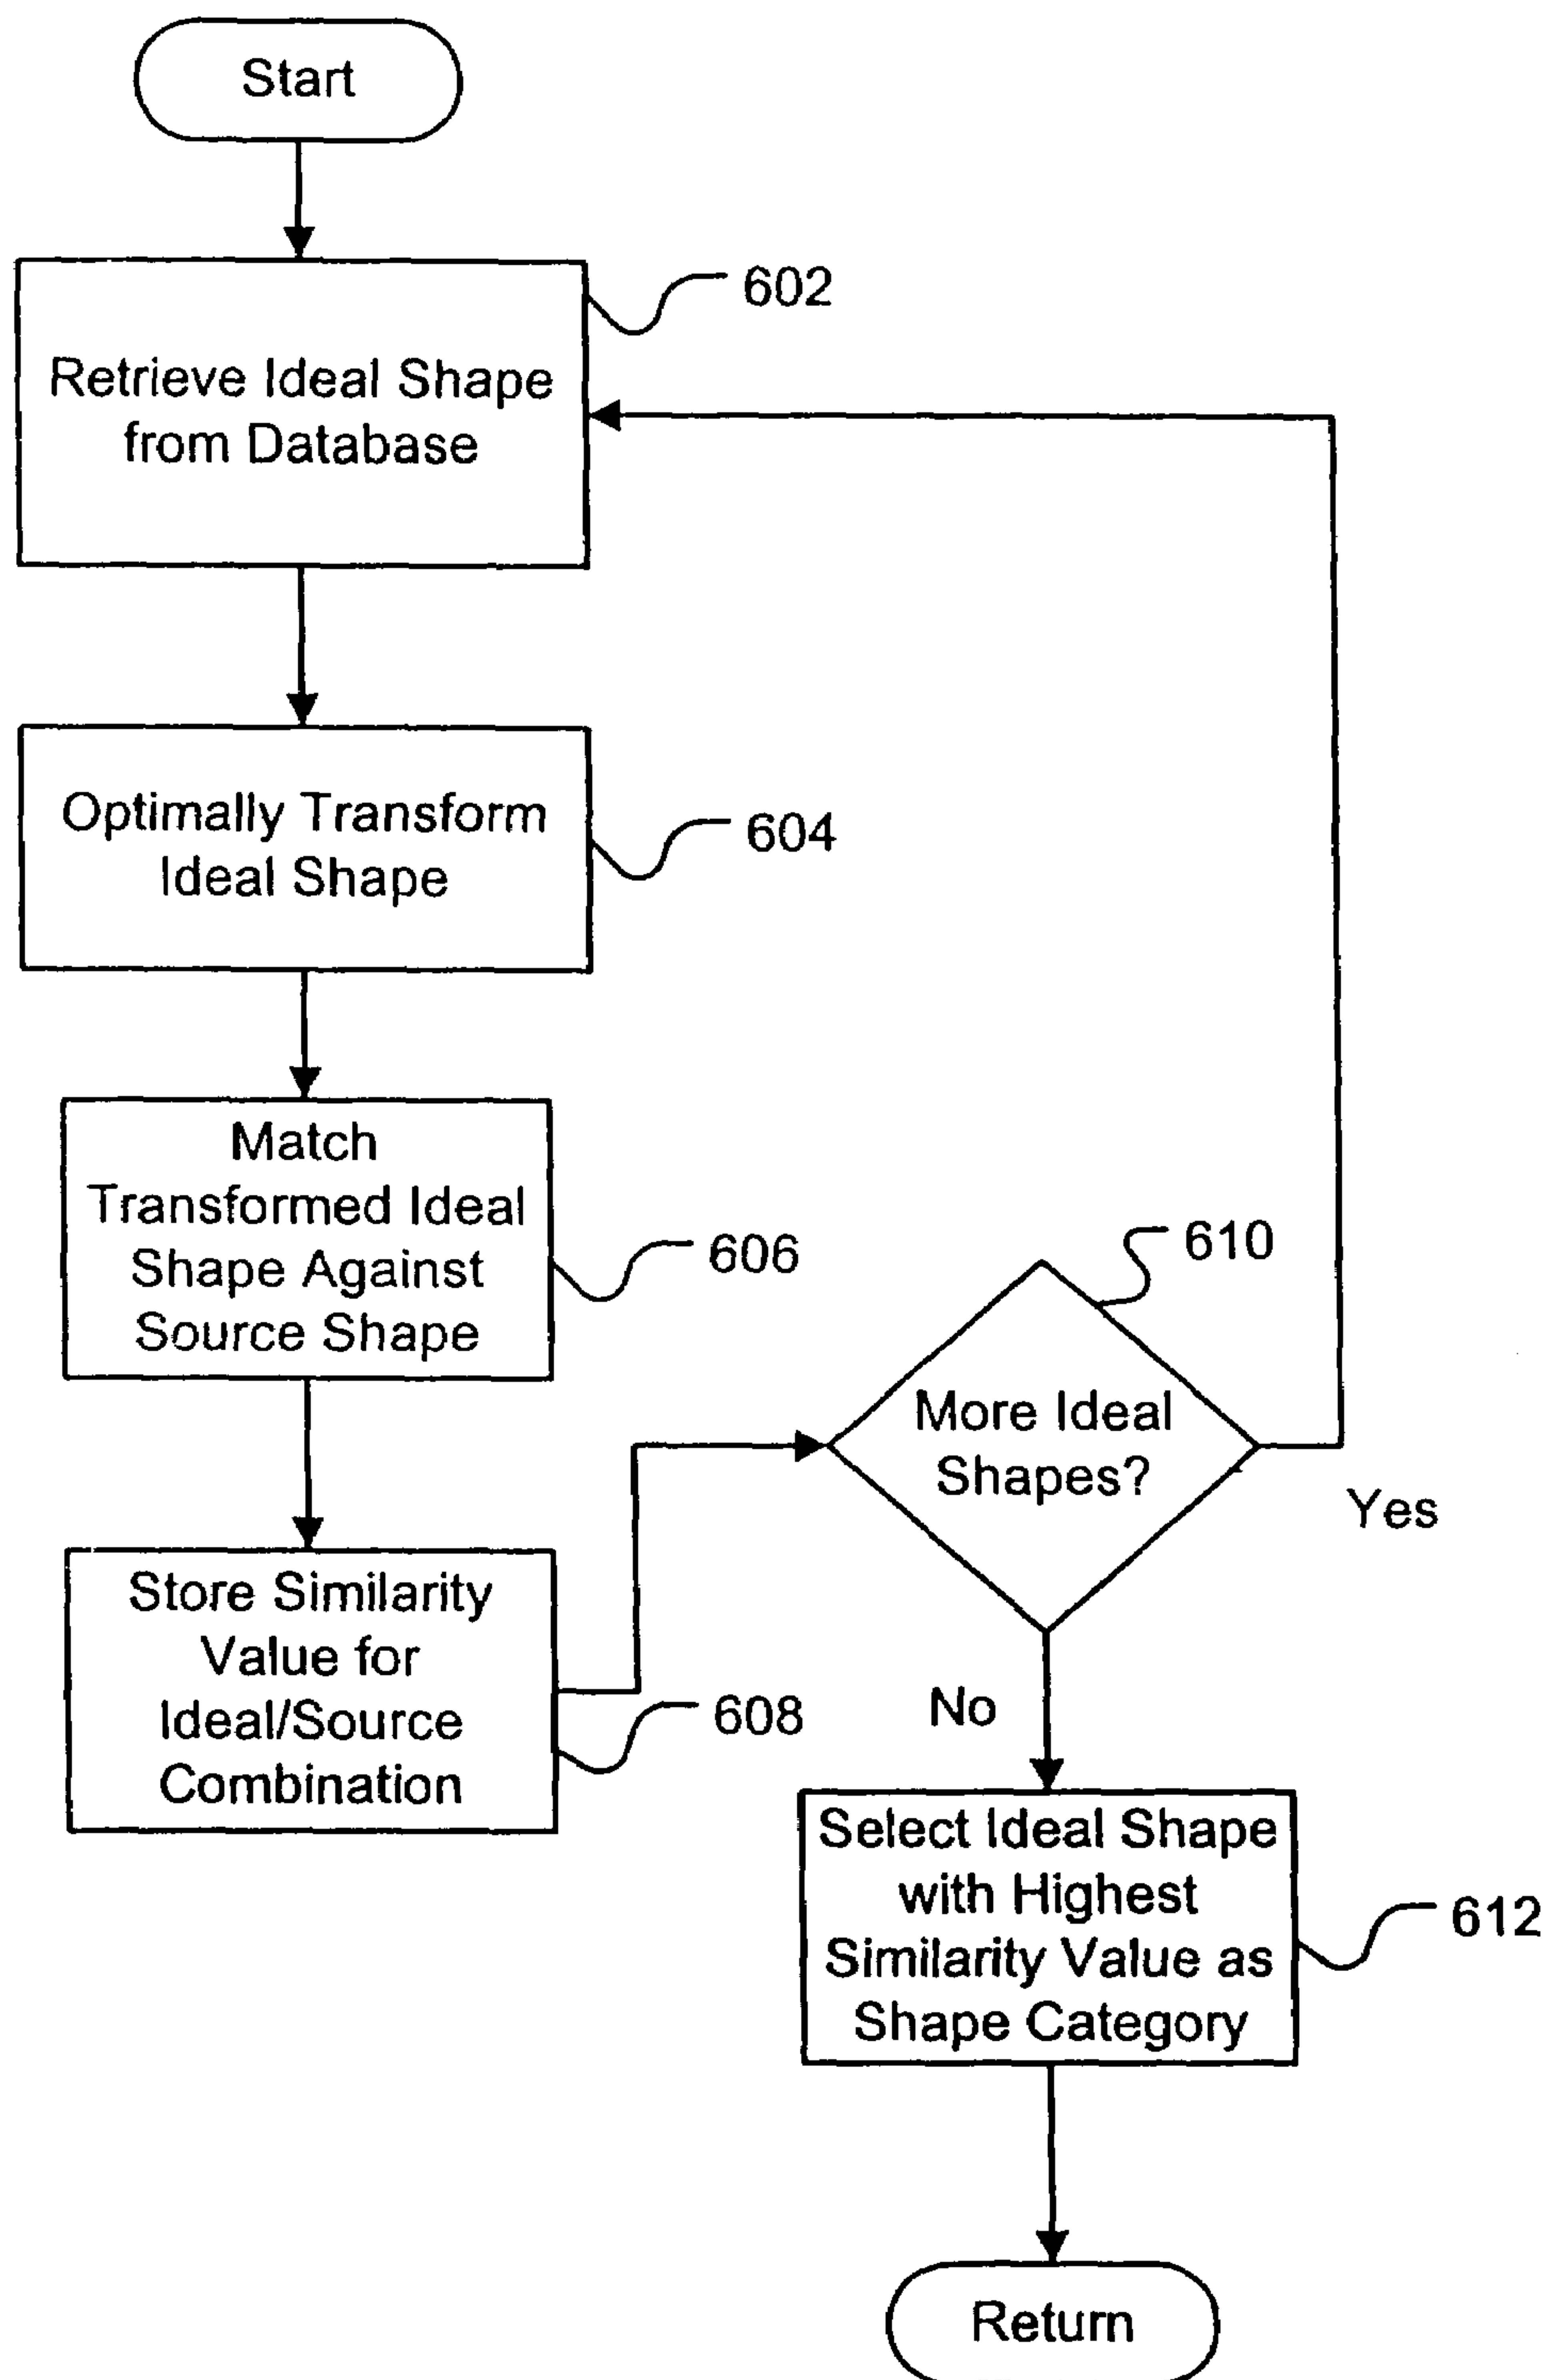 Start
602
Retrieve Ideal Shape
from Database
Optimally Transform
Ideal Shape
604
Match
Transformed Ideal
Shape Against
Source Shape
606
610
More Ideal
Shapes?
Yes
Store Similarity
Value for
Ideal/Source
Combination
608
No
Select Ideal Shape
with Highest
Similarity Value as
Shape Category
612
Return